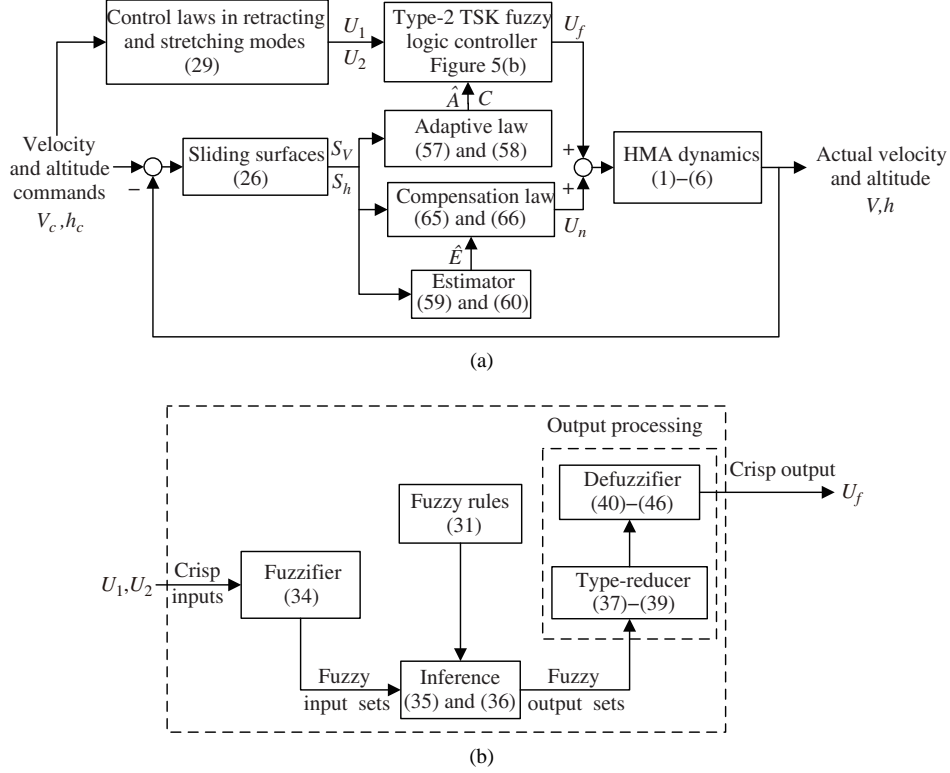 Control laws in retracting
and stretching modes
(29)
U1
U2
Type-2 TSK fuzzy
logic controller
Figure 5(b)
Uf
Â C
Adaptive law
(57) and (58)
Velocity
and altitude
commands
Vc,hc
−
Sliding surfaces
(26)
SV
Sh
Compensation law
(65) and (66)
Un
Ê
Estimator
(59) and (60)
+
+
HMA dynamics
(1)−(6)
Actual velocity
and altitude
V,h
(a)
Output processing
Defuzzifier
(40)−(46)
Crisp output
Uf
Fuzzy rules
(31)
U1,U2
Crisp
inputs
Fuzzifier
(34)
Type-reducer
(37)−(39)
Fuzzy
input sets
Inference
(35) and (36)
Fuzzy
output sets
(b)